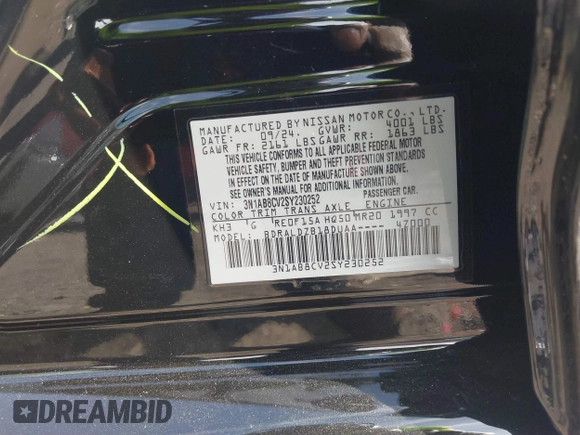 MANUFACTURED BY NISSAN MOTOR CO., LTD.
DATE: 09/24. GVWR: 4001 LBS
GAWR FR: 2161 LBS GAWR RR: 1863 LBS
THIS VEHICLE CONFORMS TO ALL APPLICABLE FEDERAL MOTOR
VEHICLE SAFETY, BUMPER AND THEFT PREVENTION STANDARDS
IN EFFECT ON THE DATE OF MANUFACTURE SHOWN ABOVE.
SEE OWNER'S MANUAL FOR ADDITIONAL INFORMATION.
VIN: 3N1AB8CV2SY230252 PASSENGER CAR
COLOR TRIM TRANS AXLE ENGINE
KH3 'G 'RE0F15A HQ50 MR20 1997 CC
MODEL: BDRALDZB18DUAA---- 47000
3N1AB8CV2SY230252
DREAMBID